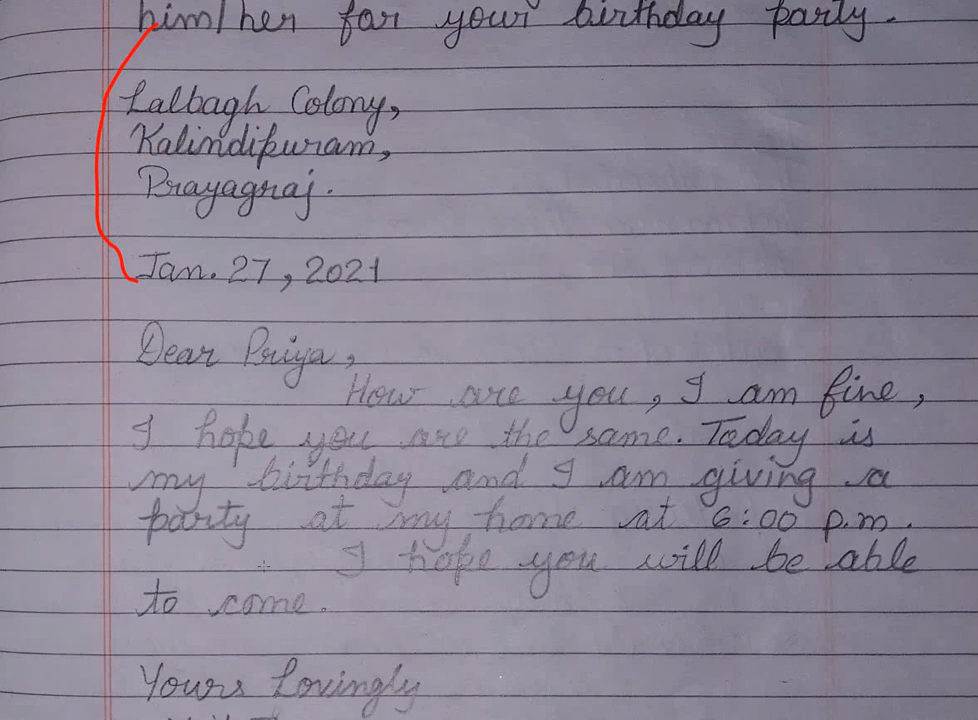 him/her for your birthday party.
Lalbagh Colony,
Kalindipuram,
Prayagraj.
Jan. 27, 2021
Dear Priya,
How are you, I am fine,
I hope you are the same. Today is
my birthday and I am giving a
party at my home at 6:00 p.m.
I hope you will be able
to come.
Yours Lovingly